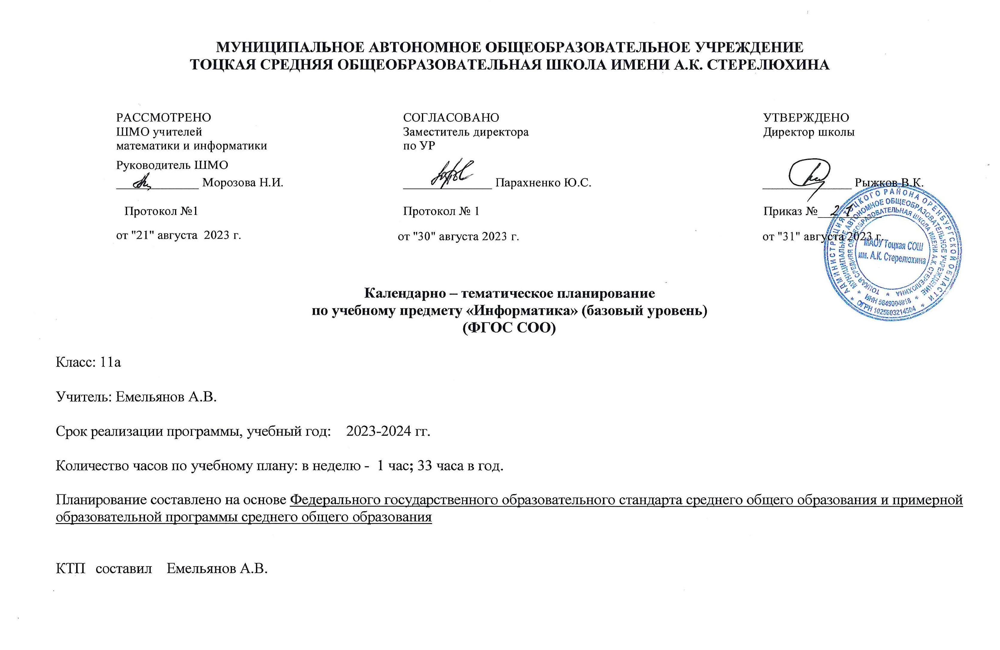 МУНИЦИПАЛЬНОЕ АВТОНОМНОЕ ОБЩЕОБРАЗОВАТЕЛЬНОЕ УЧРЕЖДЕНИЕ
ТОЦКАЯ СРЕДНЯЯ ОБЩЕОБРАЗОВАТЕЛЬНАЯ ШКОЛА ИМЕНИ А.К. СТЕРЕЛЮХИНА
РАССМОТРЕНО
ШМО учителей
математики и информатики
Руководитель ШМО
Морозова Н.И.
Протокол №1
от "21" августа 2023 г.
СОГЛАСОВАНО
Заместитель директора
по УР
Парахненко Ю.С.
Протокол № 1
от "30" августа 2023 г.
УТВЕРЖДЕНО
Директор школы
Рыжков В.К.
Приказ № 21
от "31" августа 2023 г.
АДМИНИСТРАЦИЯ ТОЦКОГО РАЙОНА ОРЕНБУРГСКОЙ ОБЛАСТИ
МУНИЦИПАЛЬНОЕ АВТОНОМНОЕ ОБЩЕОБРАЗОВАТЕЛЬНОЕ УЧРЕЖДЕНИЕ
ТОЦКАЯ СРЕДНЯЯ ОБЩЕОБРАЗОВАТЕЛЬНАЯ ШКОЛА ИМЕНИ А.К. СТЕРЕЛЮХИНА
МАОУ Тоцкая СОШ
им. А.К. Стерелюхина
ИНН 5649004818
ОГРН 1025603214504
Календарно – тематическое планирование
по учебному предмету «Информатика» (базовый уровень)
(ФГОС СОО)
Класс: 11а
Учитель: Емельянов А.В.
Срок реализации программы, учебный год: 2023-2024 гг.
Количество часов по учебному плану: в неделю - 1 час; 33 часа в год.
Планирование составлено на основе Федерального государственного образовательного стандарта среднего общего образования и примерной
образовательной программы среднего общего образования
КТП составил Емельянов А.В.